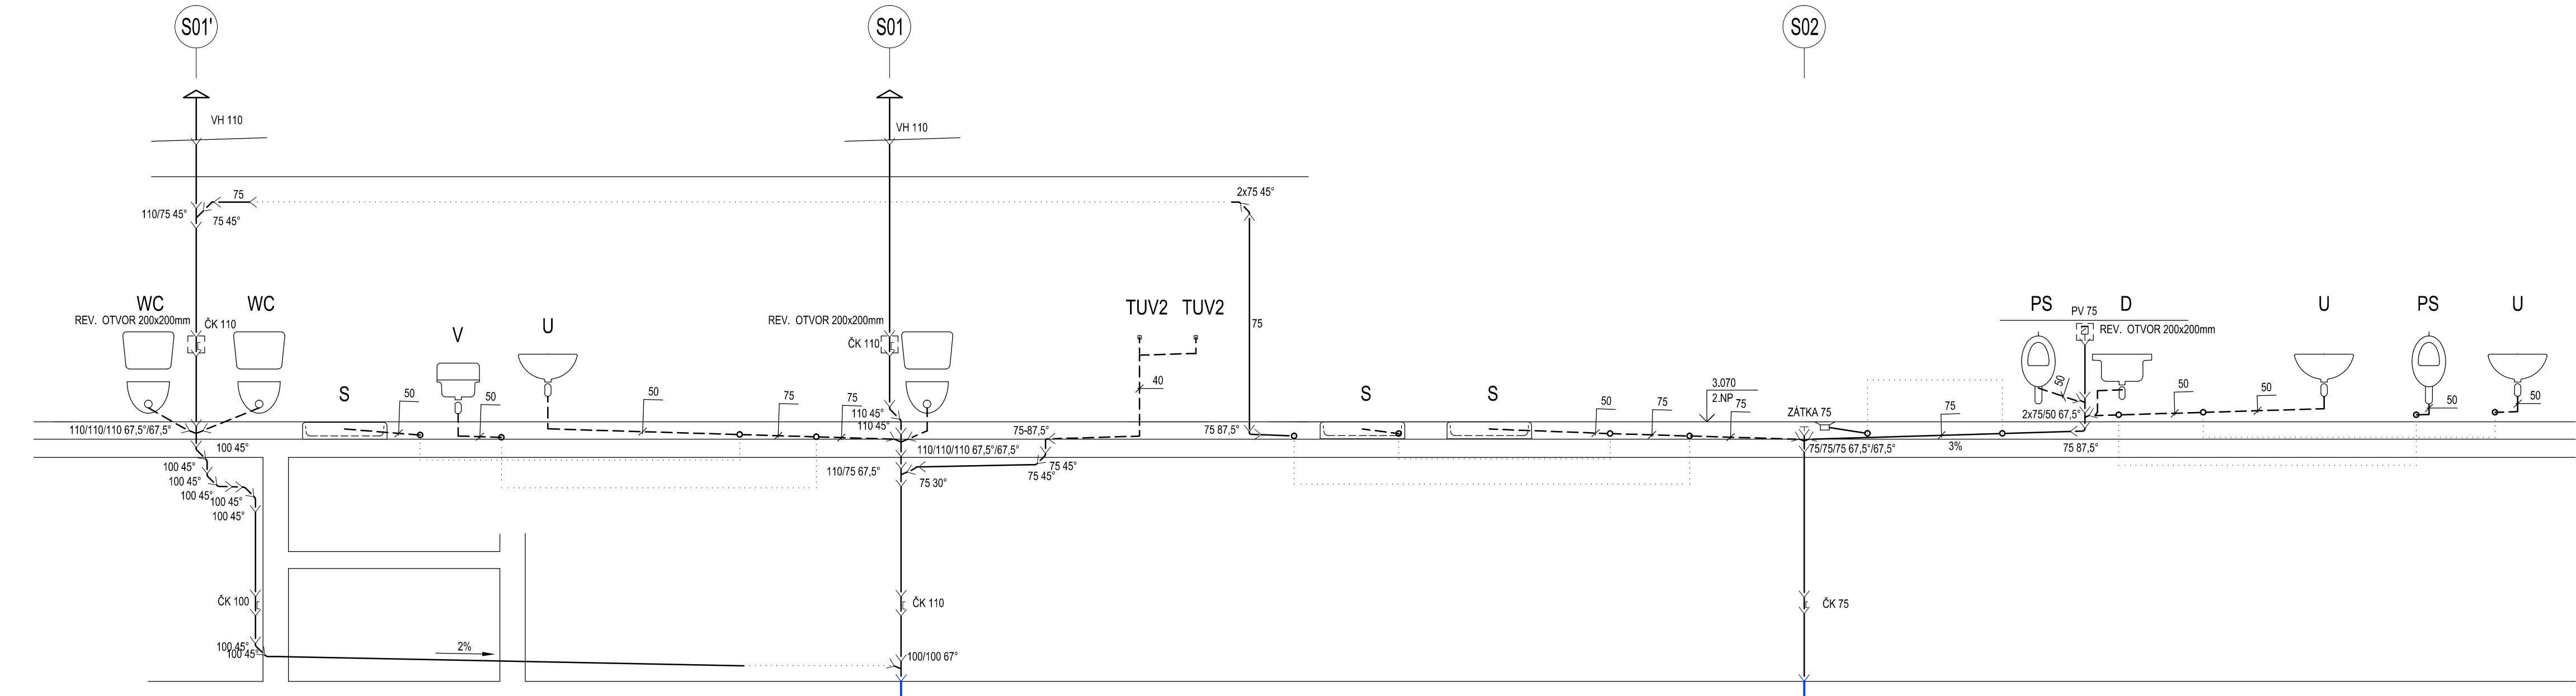 S01'
S01
S02
VH 110
VH 110
75
2x75 45°
110/75 45°
75 45°
WC
WC
REV. OTVOR 200x200mm
ČK 110
V
U
S
50
50
50
75
75
REV. OTVOR 200x200mm
ČK 110
110 45°
110 45°
TUV2
TUV2
40
75
S
S
50
75
3.070
2.NP
75
ZÁTKA 75
75
PS
PV 75
D
REV. OTVOR 200x200mm
50
2x75/50 67,5°
50
50
U
PS
50
U
50
110/110/110 67,5°/67,5°
100 45°
100 45°
100 45°
100 45°
100 45°
100 45°
110/110/110 67,5°/67,5°
110/75 67,5°
75 30°
75-87,5°
75 45°
75 45°
75 87,5°
75/75/75 67,5°/67,5°
3%
75 87,5°
ČK 100
ČK 110
ČK 75
100 45°
100 45°
2%
100/100 67°